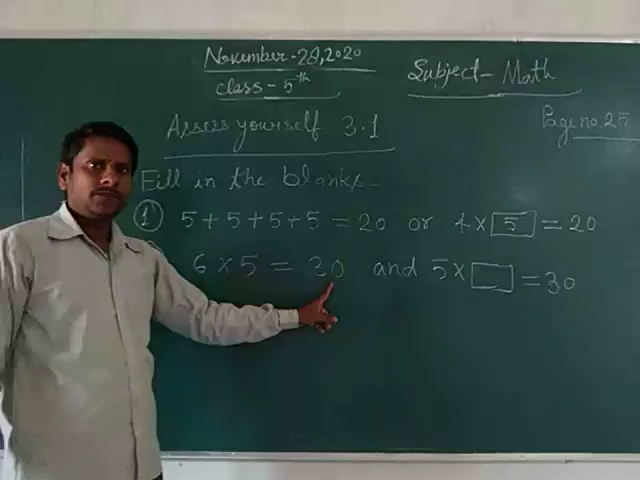 November-28,2020
Class-5th
Subject-Math
Assess yourself 3.1
Page no.25
Fill in the blanks-
① 5+5+5+5=20 or 4×5=20
6×5=30 and 5×□=30